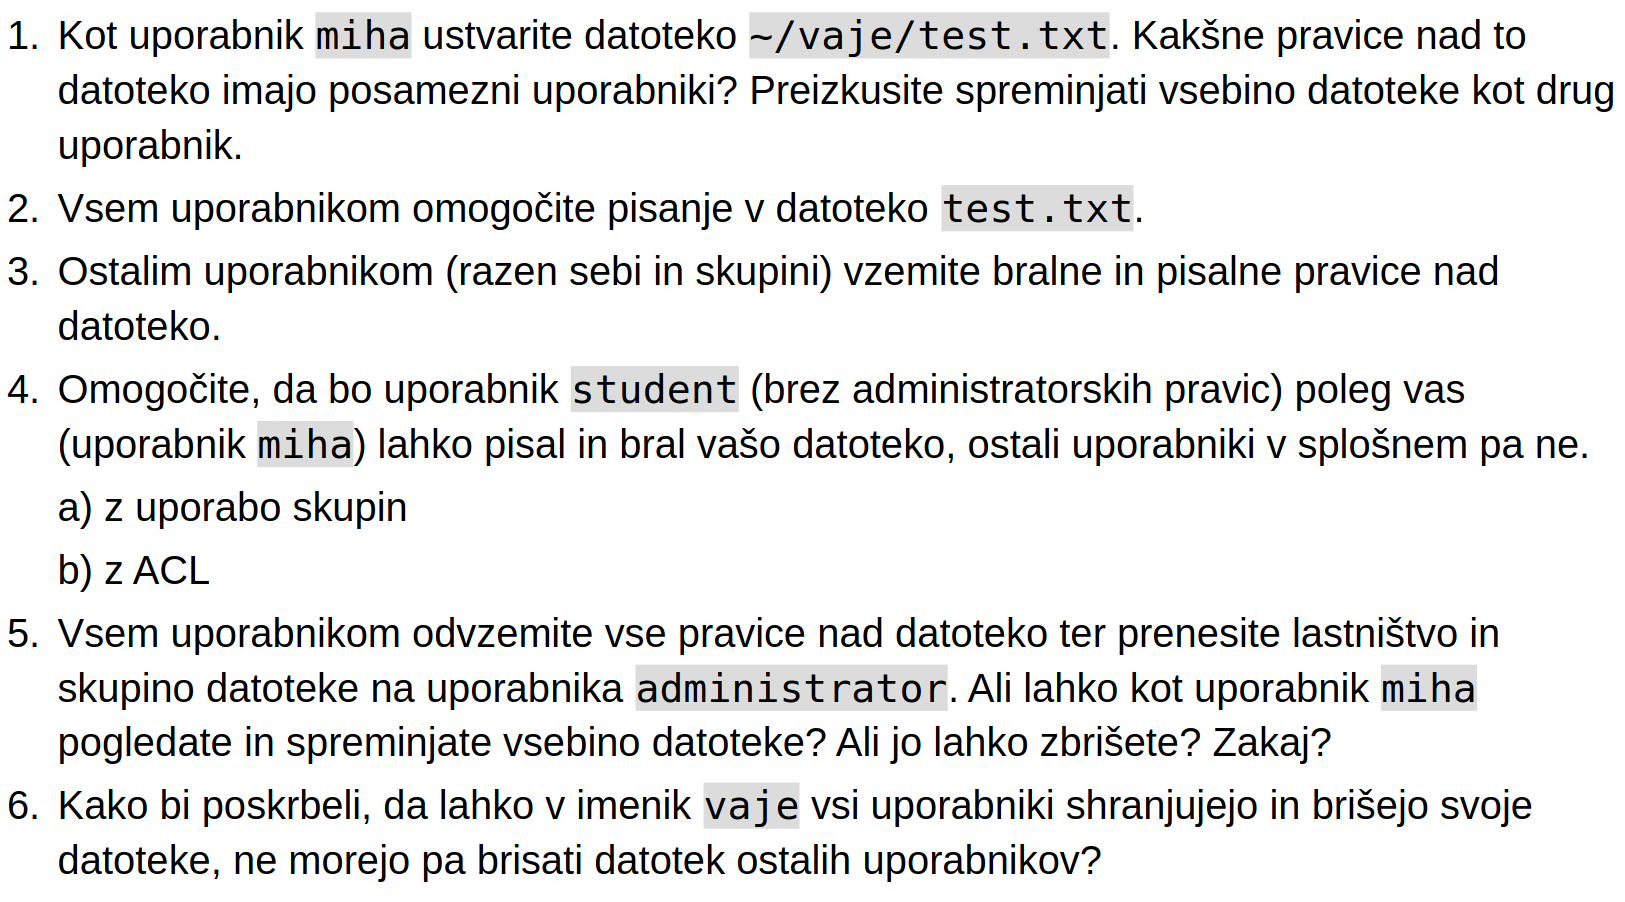 1. Kot uporabnik miha ustvarite datoteko ~/vaje/test.txt. Kakšne pravice nad to
datoteko imajo posamezni uporabniki? Preizkusite spreminjati vsebino datoteke kot drug
uporabnik.
2. Vsem uporabnikom omogočite pisanje v datoteko test.txt.
3. Ostalim uporabnikom (razen sebi in skupini) vzemite bralne in pisalne pravice nad
datoteko.
4. Omogočite, da bo uporabnik student (brez administratorskih pravic) poleg vas
(uporabnik miha) lahko pisal in bral vašo datoteko, ostali uporabniki v splošnem pa ne.
a) z uporabo skupin
b) z ACL
5. Vsem uporabnikom odvzemite vse pravice nad datoteko ter prenesite lastništvo in
skupino datoteke na uporabnika administrator. Ali lahko kot uporabnik miha
pogledate in spreminjate vsebino datoteke? Ali jo lahko zbrišete? Zakaj?
6. Kako bi poskrbeli, da lahko v imenik vaje vsi uporabniki shranjujejo in brišejo svoje
datoteke, ne morejo pa brisati datotek ostalih uporabnikov?